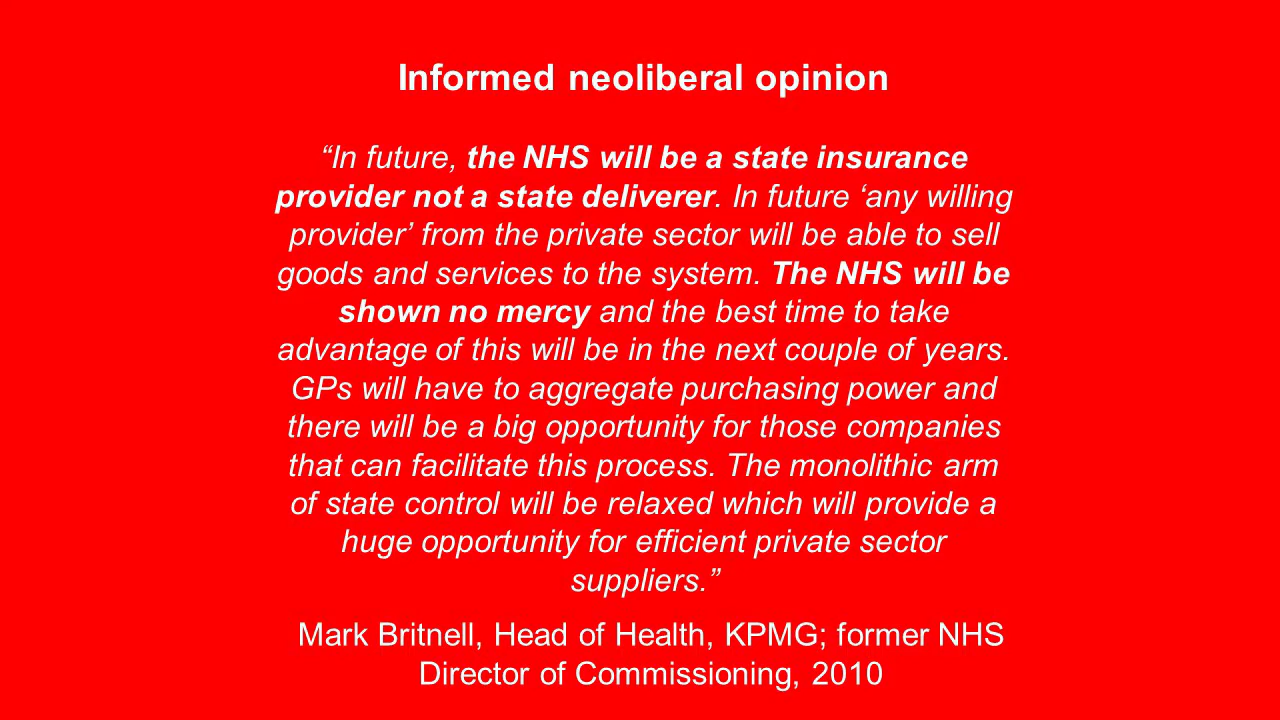 Informed neoliberal opinion
“In future, the NHS will be a state insurance
provider not a state deliverer. In future ‘any willing
provider’ from the private sector will be able to sell
goods and services to the system. The NHS will be
shown no mercy and the best time to take
advantage of this will be in the next couple of years.
GPs will have to aggregate purchasing power and
there will be a big opportunity for those companies
that can facilitate this process. The monolithic arm
of state control will be relaxed which will provide a
huge opportunity for efficient private sector
suppliers.”
Mark Britnell, Head of Health, KPMG; former NHS
Director of Commissioning, 2010